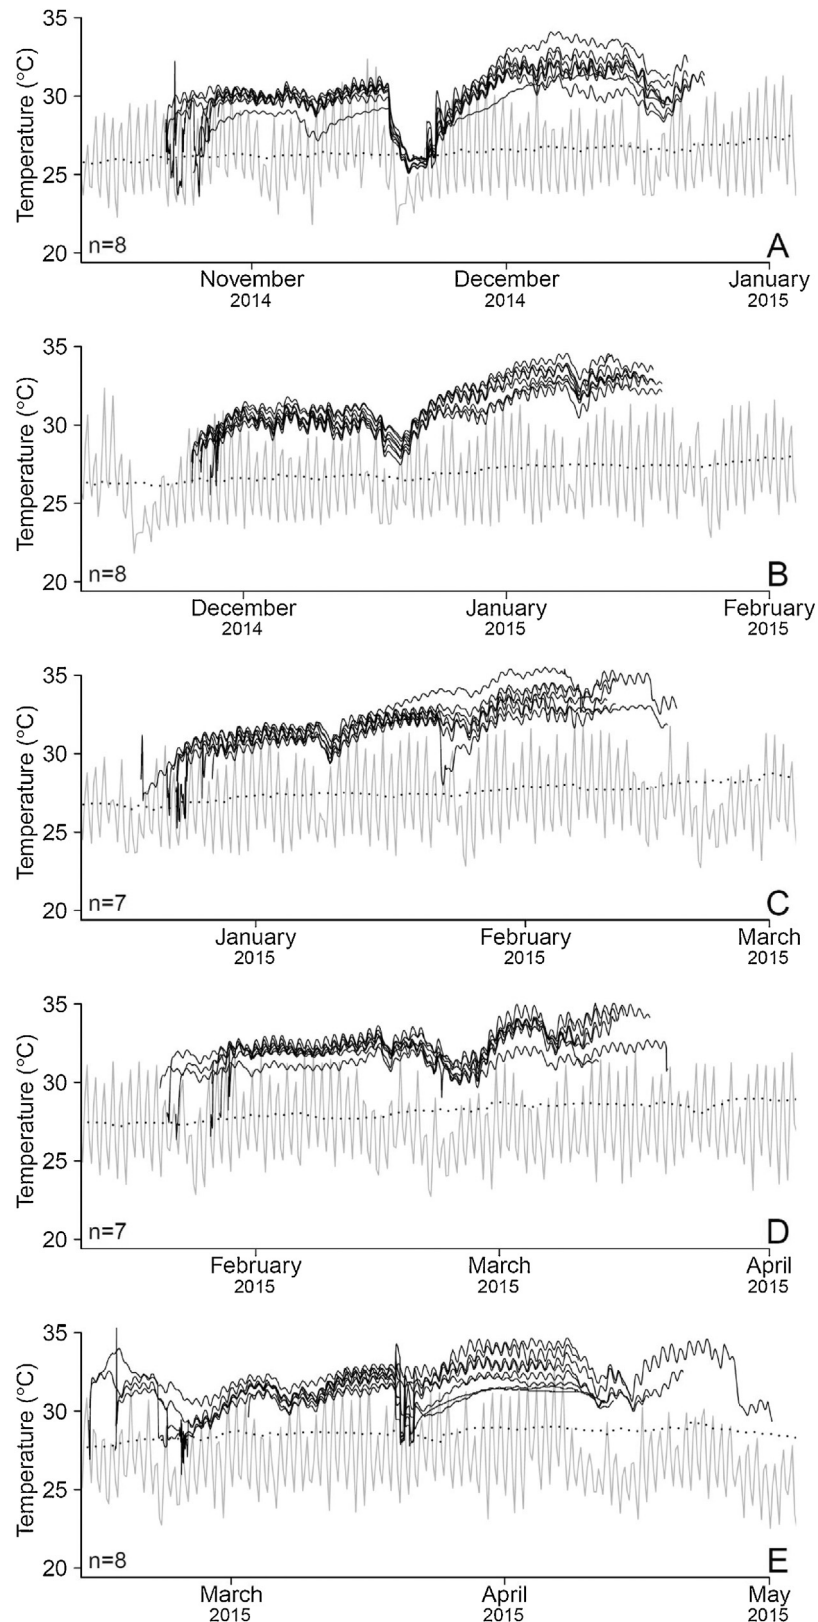 35
30
25
20
Temperature (°C)
n=8
A
November December January
2014 2014 2015
35
30
25
20
Temperature (°C)
n=8
B
December January February
2014 2015 2015
35
30
25
20
Temperature (°C)
n=7
C
January February March
2015 2015 2015
35
30
25
20
Temperature (°C)
n=7
D
February March April
2015 2015 2015
35
30
25
20
Temperature (°C)
n=8
E
March April May
2015 2015 2015